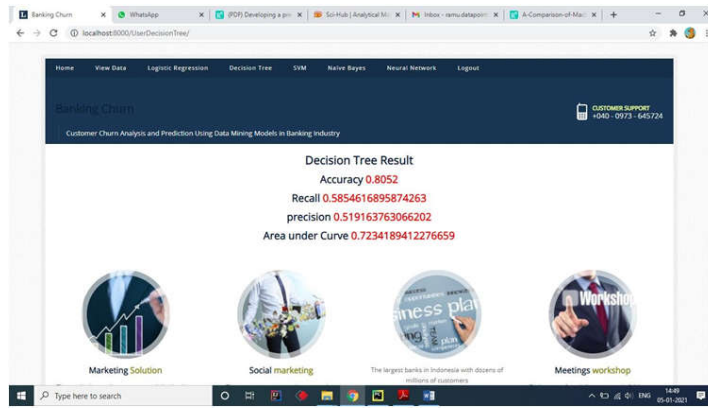 Banking Churn
WhatsApp
(PDF) Developing a pre
Sci-Hub | Analytical Ma
Inbox - ramu.datapoint
A-Comparison-of-Mac
localhost:8000/UserDecisionTree/
Home View Data Logistic Regression Decision Tree SVM Naive Bayes Neural Network Logout
Banking Churn
CUSTOMER SUPPORT
+040 - 0973 - 645724
Customer Churn Analysis and Prediction Using Data Mining Models in Banking Industry
Decision Tree Result
Accuracy 0.8052
Recall 0.5854616895874263
precision 0.519163763066202
Area under Curve 0.7234189412276659
iness plan
Workshop
Marketing Solution
Social marketing
The largest banks in Indonesia with dozens of
millions of customers
Meetings workshop
Type here to search
ENG
14:49
05-01-2021